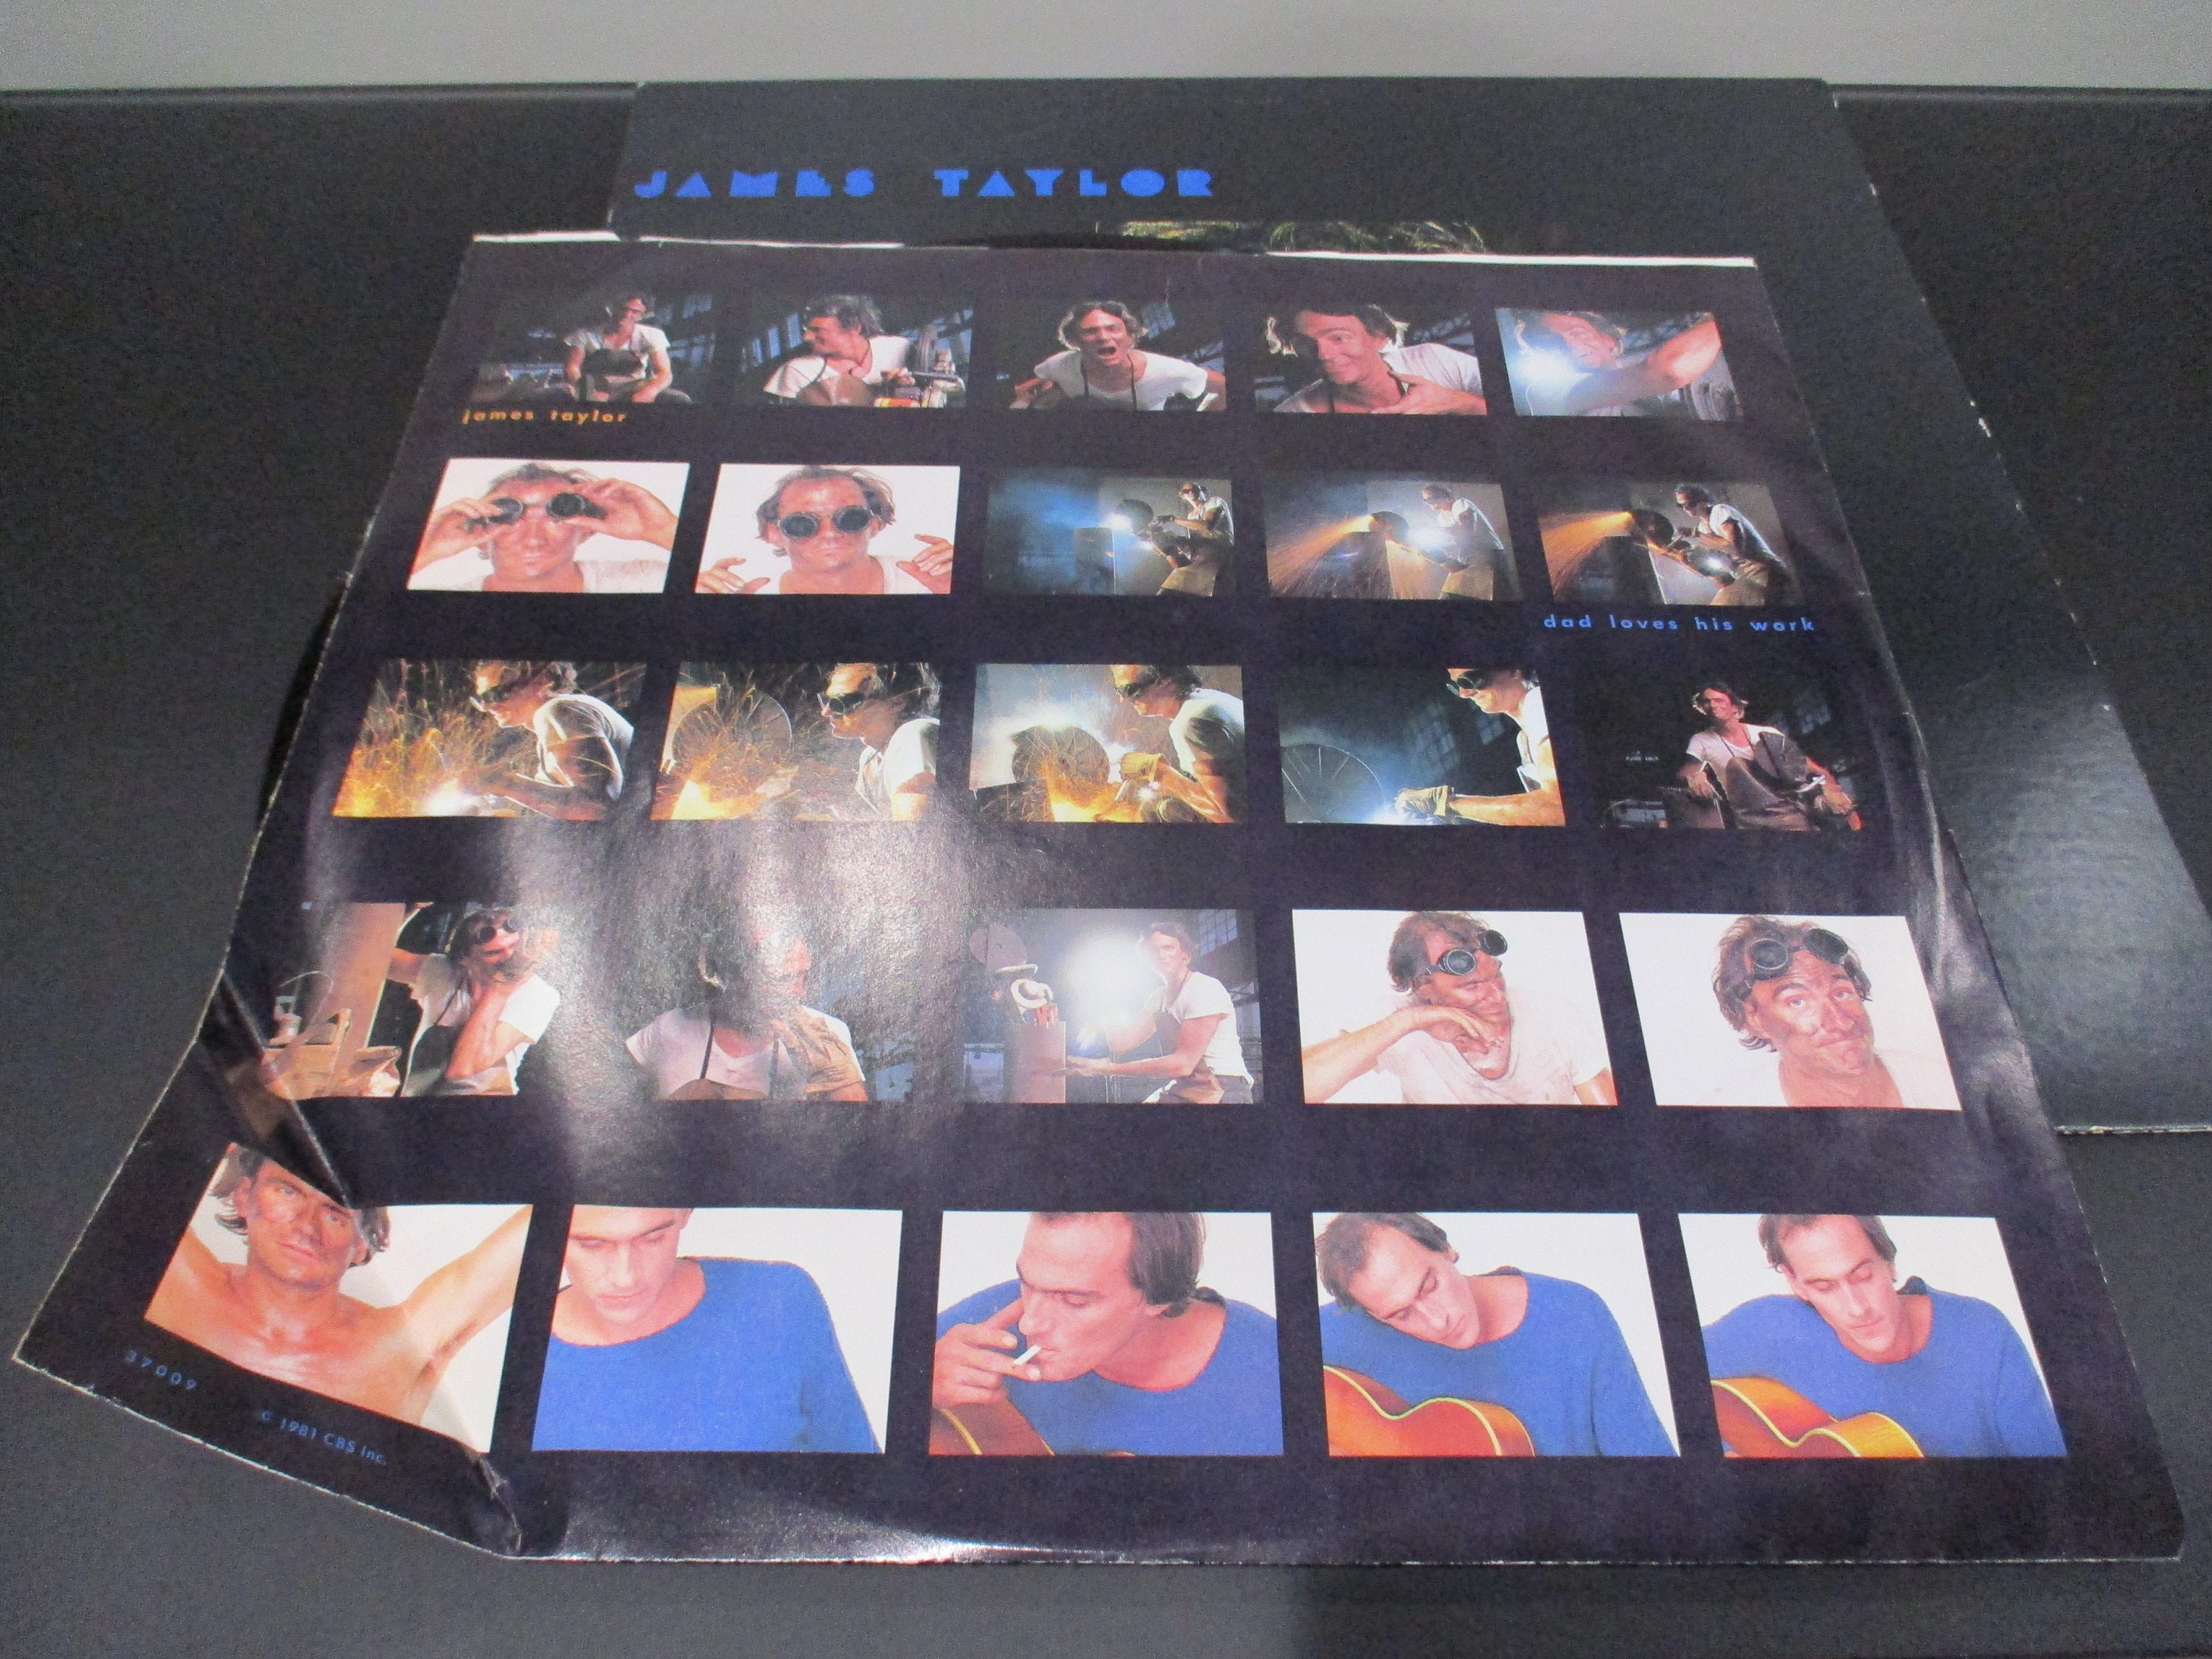 JAMES TAYLOR
james taylor
dad loves his work
37009
© 1981 CBS Inc.